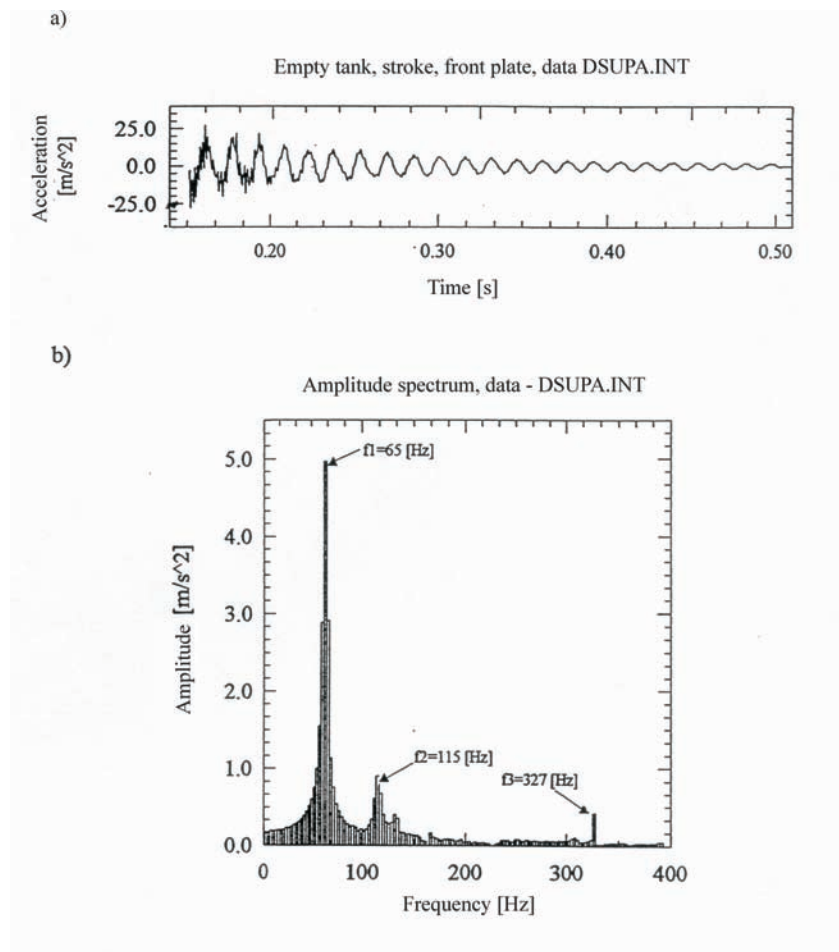 a)
Empty tank, stroke, front plate, data DSUPA.INT
25.0
0.0
-25.0
Acceleration
[m/s^2]
0.20
0.30
0.40
0.50
Time [s]
b)
Amplitude spectrum, data - DSUPA.INT
f1=65 [Hz]
5.0
4.0
3.0
2.0
1.0
0.0
Amplitude [m/s^2]
f2=115 [Hz]
f3=327 [Hz]
0
100
200
300
400
Frequency [Hz]